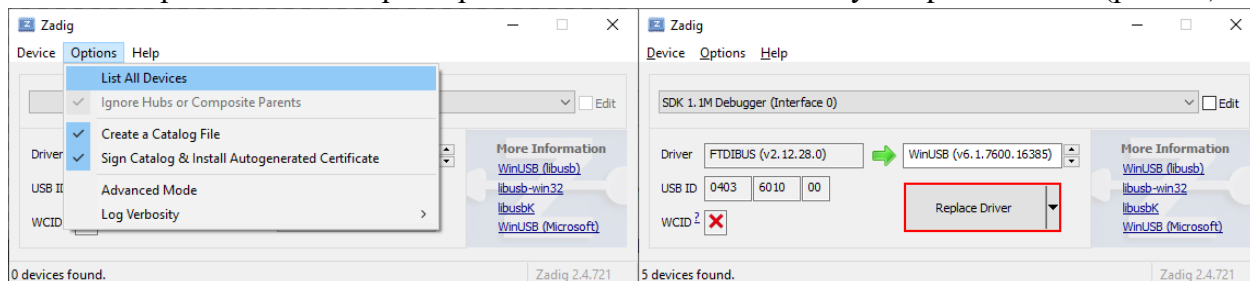 Zadig
Device Options Help
List All Devices
Ignore Hubs or Composite Parents
Create a Catalog File
Sign Catalog & Install Autogenerated Certificate
Advanced Mode
Log Verbosity
Edit
Driver
USB ID
WCID
More Information
WinUSB (libusb)
libusb-win32
libusbK
WinUSB (Microsoft)
0 devices found.
Zadig 2.4.721
Zadig
Device Options Help
SDK 1.1M Debugger (Interface 0)
Edit
Driver FTDIBUS (v2.12.28.0) WinUSB (v6.1.7600.16385)
USB ID 0403 6010 00
WCID ?
Replace Driver
More Information
WinUSB (libusb)
libusb-win32
libusbK
WinUSB (Microsoft)
5 devices found.
Zadig 2.4.721